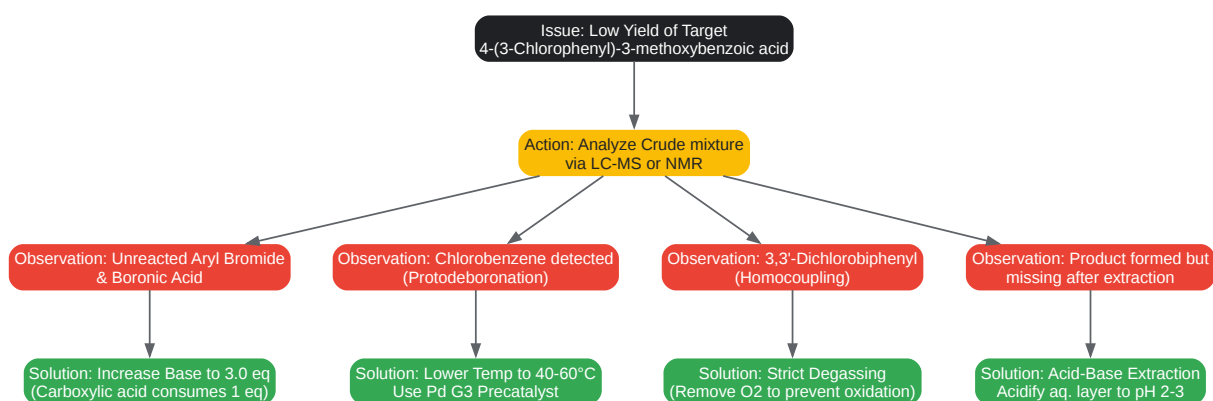 Issue: Low Yield of Target
4-(3-Chlorophenyl)-3-methoxybenzoic acid
Action: Analyze Crude mixture
via LC-MS or NMR
Observation: Unreacted Aryl Bromide
& Boronic Acid
Observation: Chlorobenzene detected
(Protodeboronation)
Observation: 3,3'-Dichlorobiphenyl
(Homocoupling)
Observation: Product formed but
missing after extraction
Solution: Increase Base to 3.0 eq
(Carboxylic acid consumes 1 eq)
Solution: Lower Temp to 40-60°C
Use Pd G3 Precatalyst
Solution: Strict Degassing
(Remove O2 to prevent oxidation)
Solution: Acid-Base Extraction
Acidify aq. layer to pH 2-3